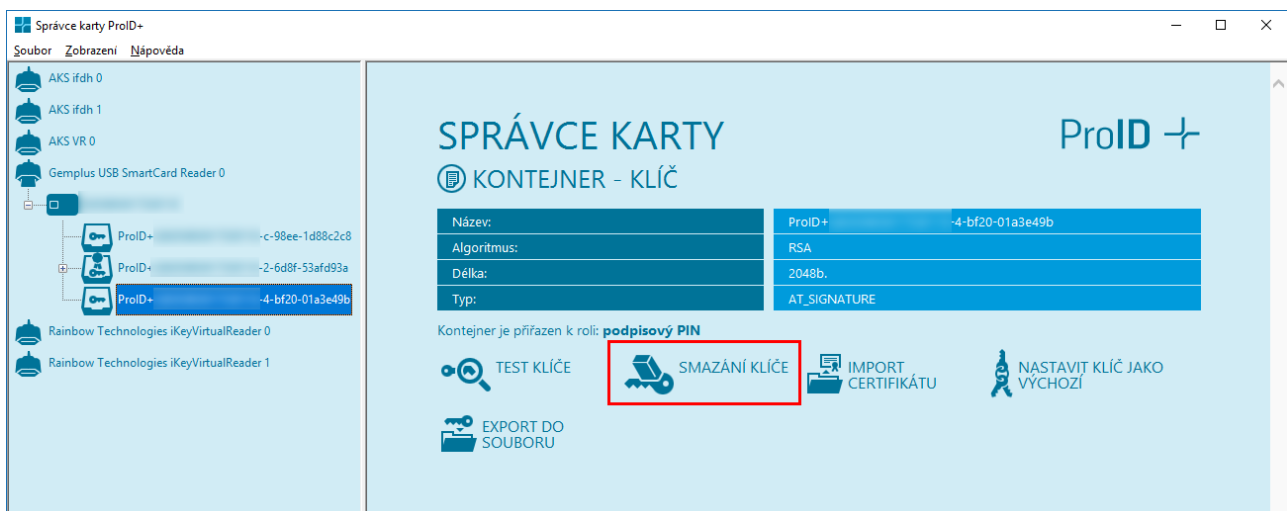 Správce karty ProID+
Soubor Zobrazení Nápověda
AKS ifdh 0
AKS ifdh 1
AKS VR 0
Gemplus USB SmartCard Reader 0
ProID+ -c-98ee-1d88c2c8
ProID+ -2-6d8f-53afd93a
ProID+ -4-bf20-01a3e49b
Rainbow Technologies iKeyVirtualReader 0
Rainbow Technologies iKeyVirtualReader 1
SPRÁVCE KARTY
ProID+
KONTEJNER - KLÍČ
Název: ProID+ -4-bf20-01a3e49b
Algoritmus: RSA
Délka: 2048b.
Typ: AT_SIGNATURE
Kontejner je přiřazen k roli: podpisový PIN
TEST KLÍČE
SMAZÁNÍ KLÍČE
IMPORT
CERTIFIKÁTU
NASTAVIT KLÍČ JAKO
VÝCHOZÍ
EXPORT DO
SOUBORU